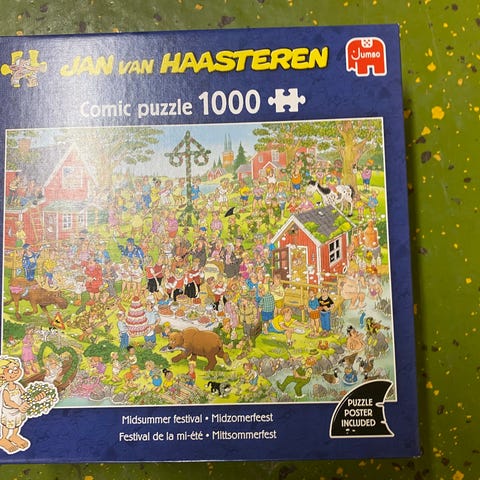 JAN VAN HAASTEREN
Jumbo
Comic puzzle 1000
Midsummer festival • Midzomerfeest
Festival de la mi-été • Mittsommerfest
PUZZLE
POSTER
INCLUDED